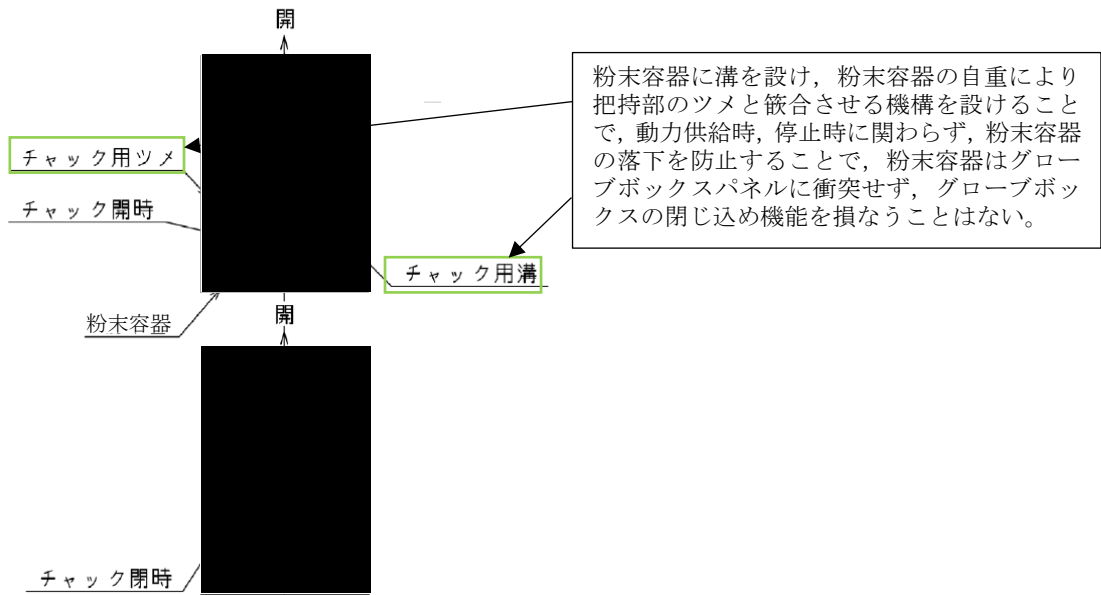 開
粉末容器に溝を設け，粉末容器の自重により
把持部のツメと篏合させる機構を設けること
で，動力供給時，停止時に関わらず，粉末容器
の落下を防止することで，粉末容器はグロー
ブボックスパネルに衝突せず，グローブボッ
クスの閉じ込め機能を損なうことはない。
チャック用ツメ
チャック開時
チャック用溝
粉末容器
開
チャック閉時